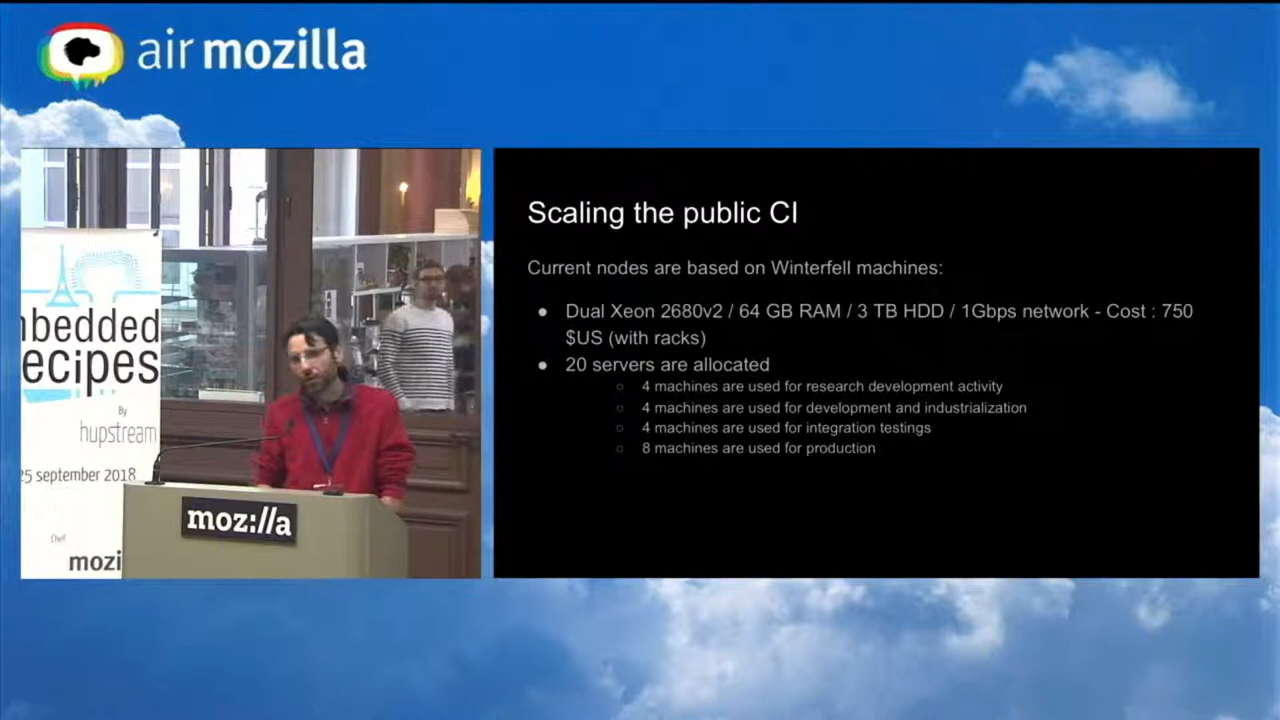 air mozilla
Scaling the public CI
Current nodes are based on Winterfell machines:
● Dual Xeon 2680v2 / 64 GB RAM / 3 TB HDD / 1Gbps network - Cost : 750
$US (with racks)
● 20 servers are allocated
○ 4 machines are used for research development activity
○ 4 machines are used for development and industrialization
○ 4 machines are used for integration testings
○ 8 machines are used for production
bedded
ecipes
By
hupstream
5 september 2018
Chef
mozi
moz://a